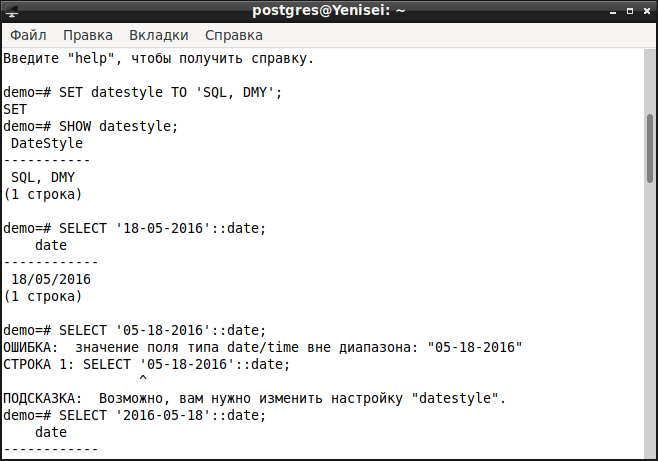 postgres@Yenisei: ~
Файл Правка Вкладки Справка
Введите "help", чтобы получить справку.
demo=# SET datestyle TO 'SQL, DMY';
SET
demo=# SHOW datestyle;
 DateStyle
-----------
 SQL, DMY
(1 строка)
demo=# SELECT '18-05-2016'::date;
    date
------------
 18/05/2016
(1 строка)
demo=# SELECT '05-18-2016'::date;
ОШИБКА:  значение поля типа date/time вне диапазона: "05-18-2016"
СТРОКА 1: SELECT '05-18-2016'::date;
                 ^
ПОДСКАЗКА:  Возможно, вам нужно изменить настройку "datestyle".
demo=# SELECT '2016-05-18'::date;
    date
------------